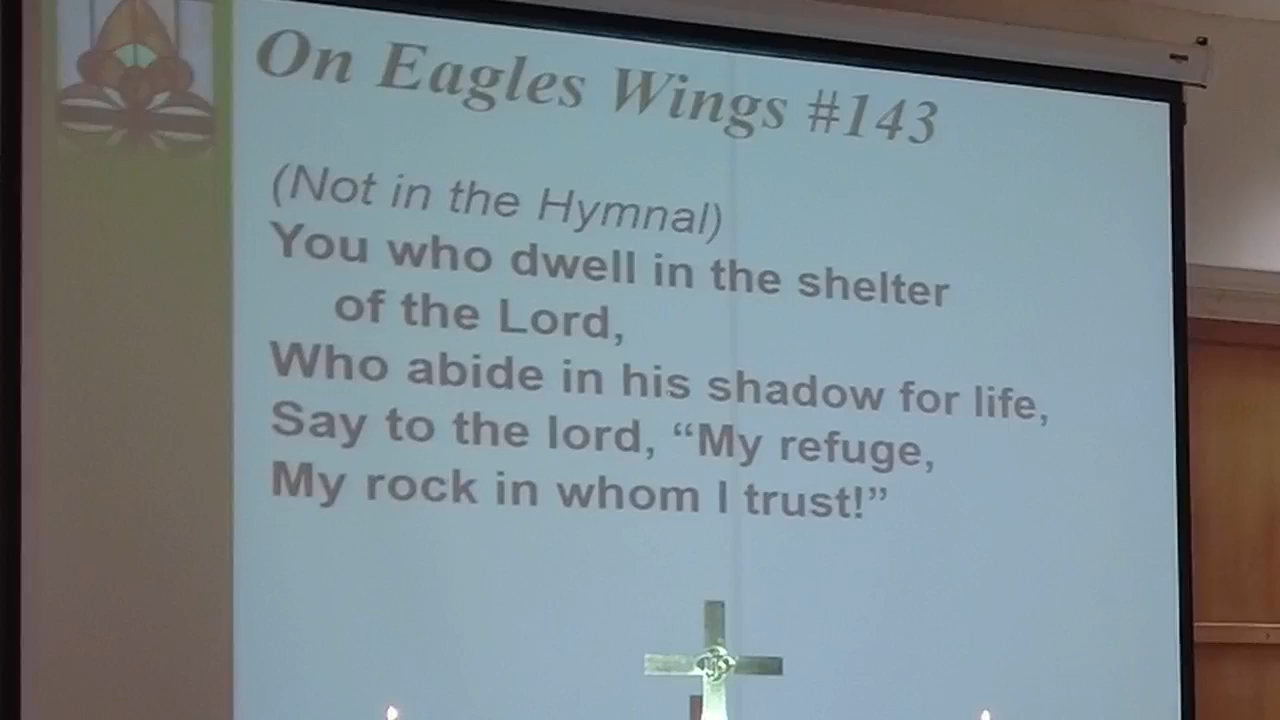 On Eagles Wings #143
(Not in the Hymnal)
You who dwell in the shelter
of the Lord,
Who abide in his shadow for life,
Say to the lord, “My refuge,
My rock in whom I trust!”